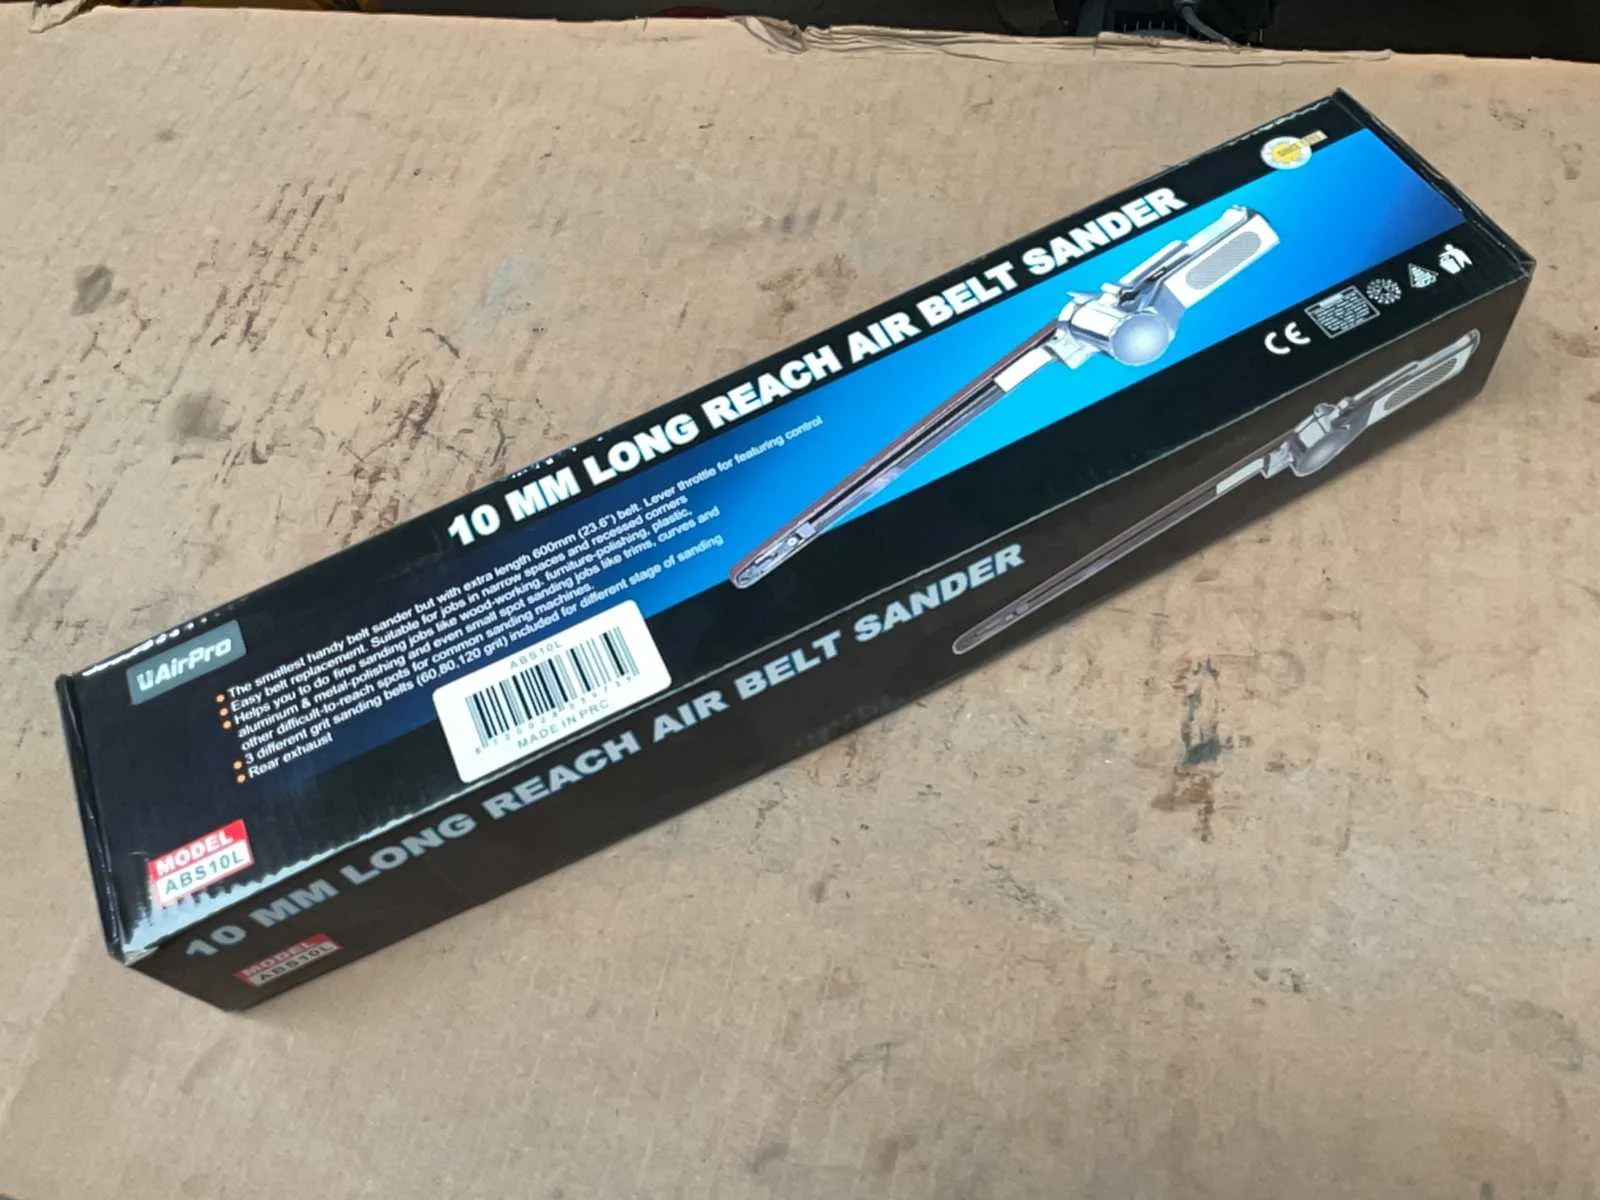 10 MM LONG REACH AIR BELT SANDER
UAirPro
The smallest handy belt sander but with extra length 600mm (23.6") belt. Lever throttle for featuring control
Easy belt replacement. Suitable for jobs in narrow spaces and recessed corners
Helps you to do fine sanding jobs like wood-working, furniture-polishing, plastic,
aluminum & metal-polishing and even small spot sanding jobs like trims, curves and
other difficult-to-reach spots for common sanding machines.
3 different grit sanding belts (60,80,120 grit) included for different stage of sanding
Rear exhaust
ABS10L
MADE IN PRC
MODEL
ABS10L
CE
10 MM LONG REACH AIR BELT SANDER
MODEL
ABS10L